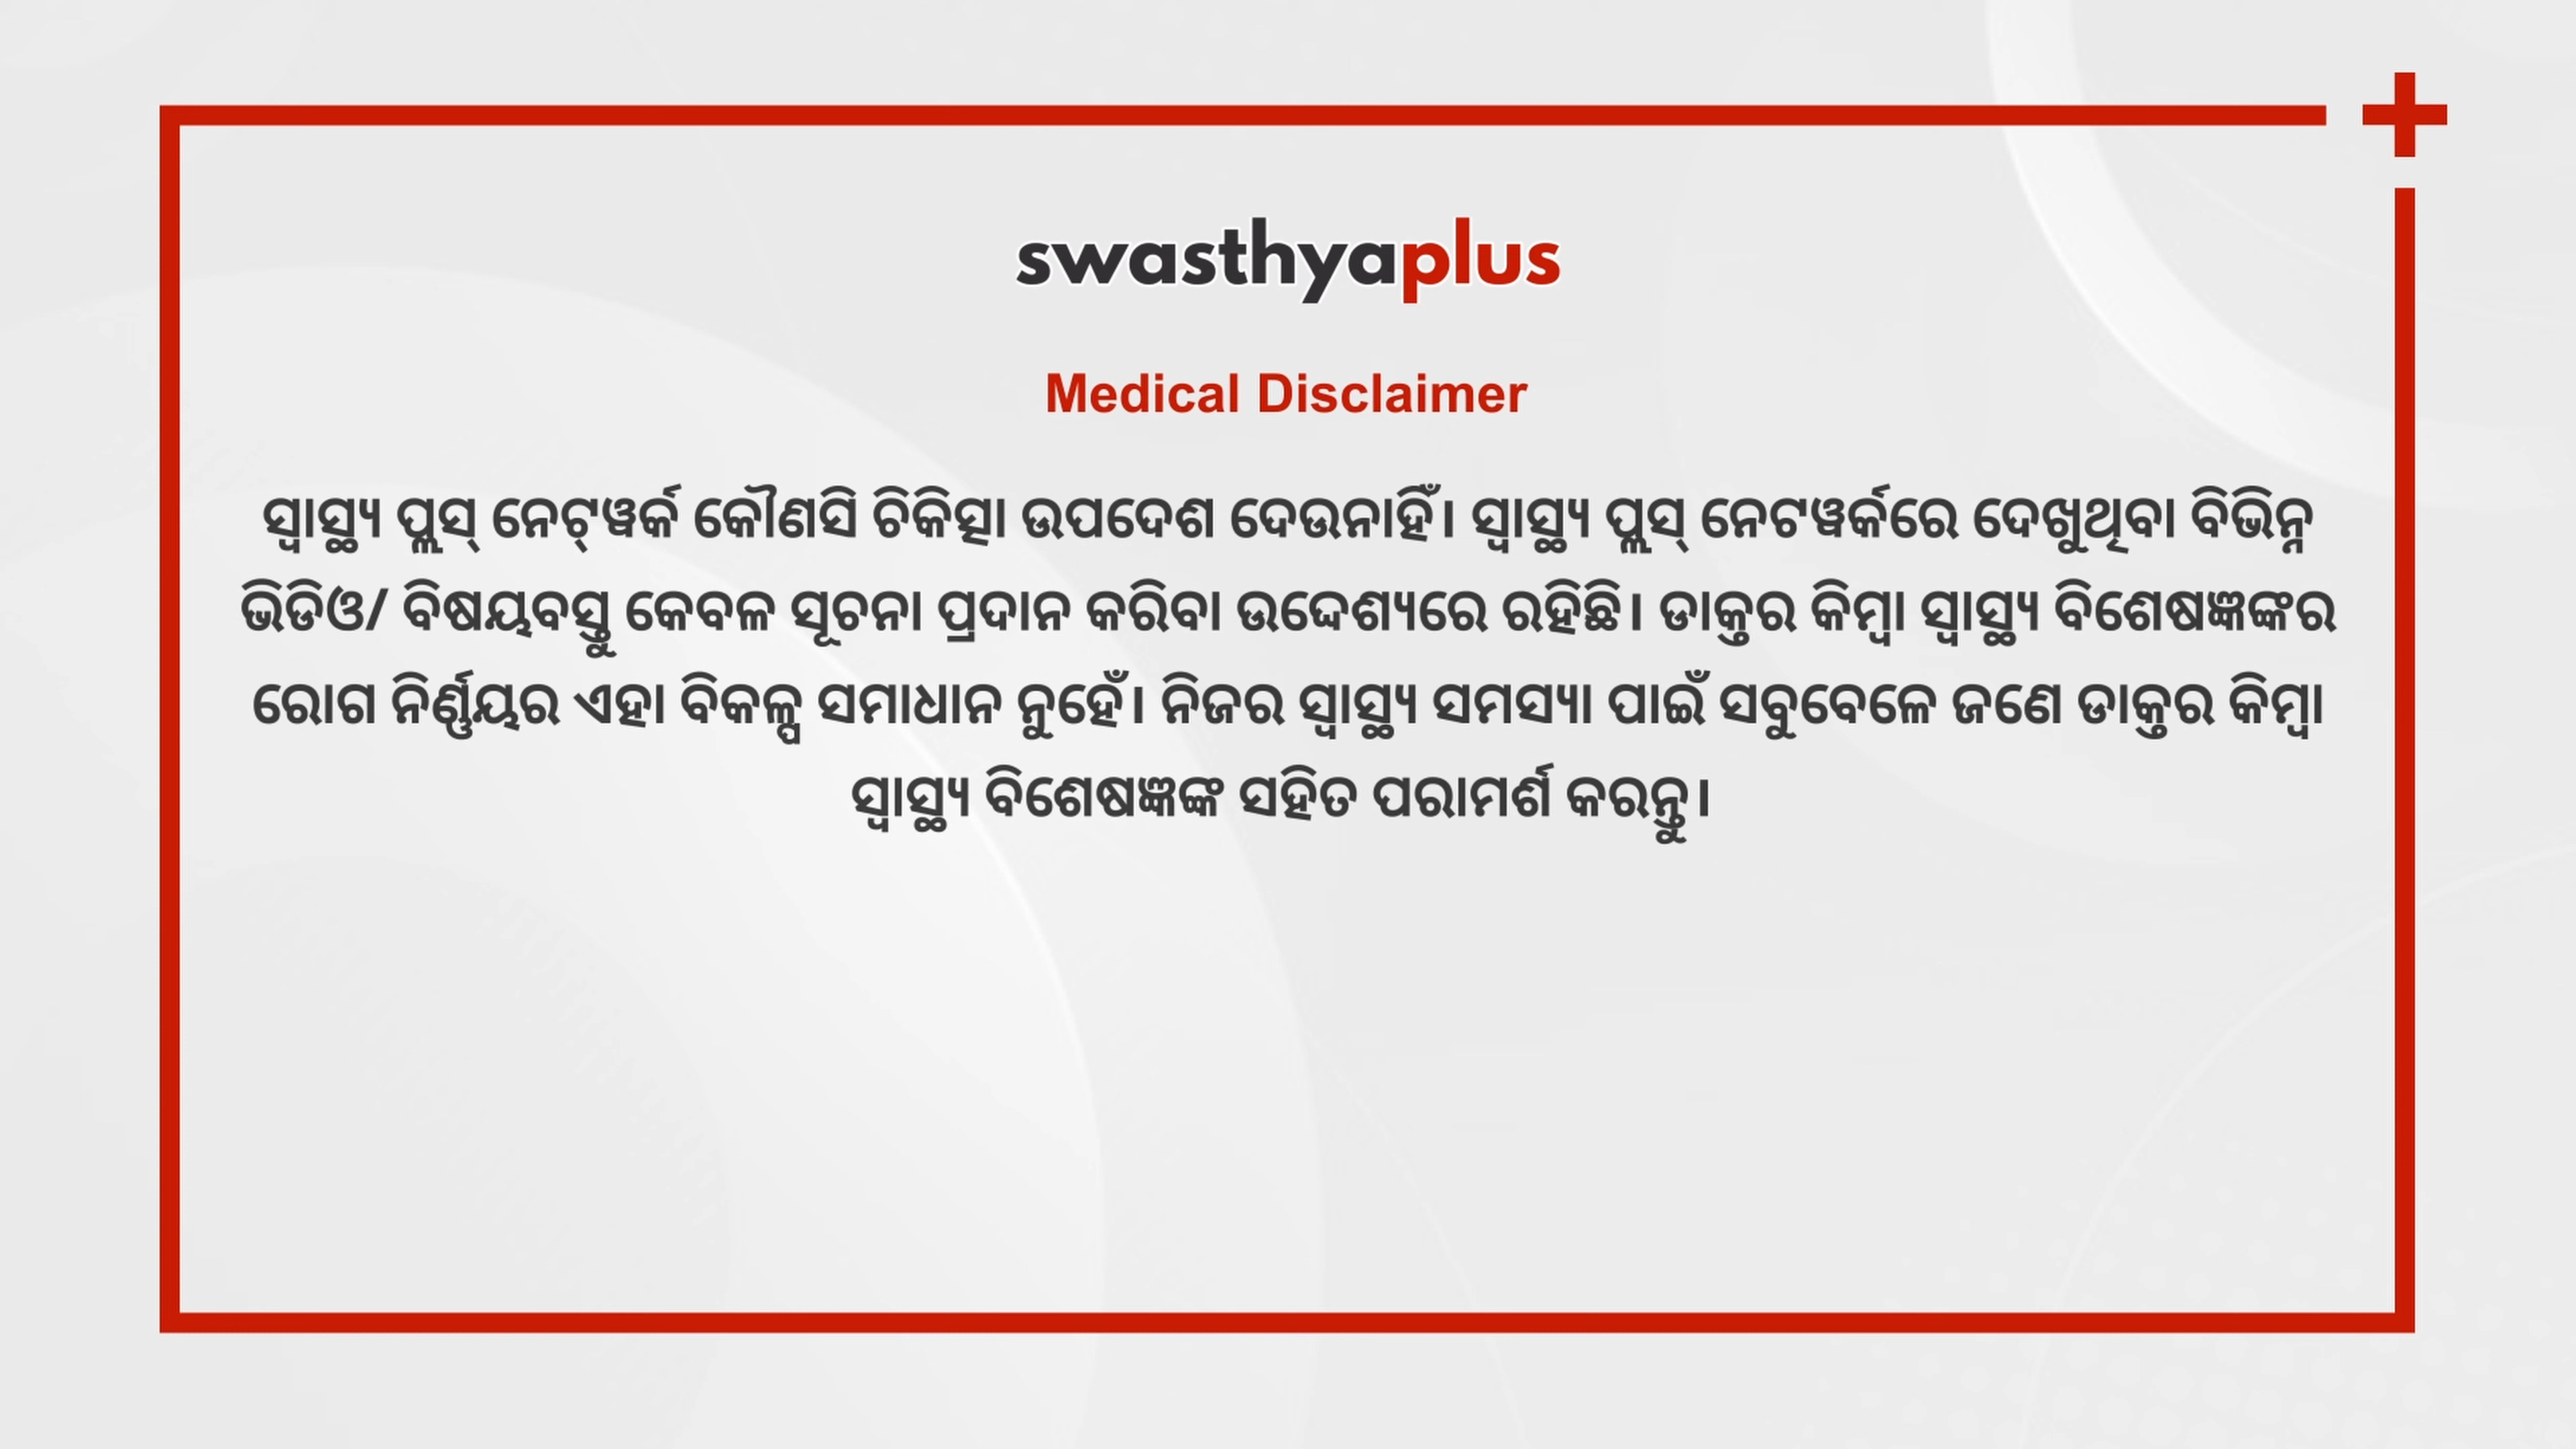 swasthyaplus
Medical Disclaimer
ସ୍ୱାସ୍ଥ୍ୟ ପ୍ଲସ୍ ନେଟ୍‌ୱର୍କ କୌଣସି ଚିକିତ୍ସା ଉପଦେଶ ଦେଉନାହିଁ। ସ୍ୱାସ୍ଥ୍ୟ ପ୍ଲସ୍ ନେଟୱର୍କରେ ଦେଖୁଥିବା ବିଭିନ୍ନ
ଭିଡିଓ/ ବିଷୟବସ୍ତୁ କେବଳ ସୂଚନା ପ୍ରଦାନ କରିବା ଉଦ୍ଦେଶ୍ୟରେ ରହିଛି। ଡାକ୍ତର କିମ୍ବା ସ୍ୱାସ୍ଥ୍ୟ ବିଶେଷଜ୍ଞଙ୍କର
ରୋଗ ନିର୍ଣ୍ଣୟର ଏହା ବିକଳ୍ପ ସମାଧାନ ନୁହେଁ। ନିଜର ସ୍ୱାସ୍ଥ୍ୟ ସମସ୍ୟା ପାଇଁ ସବୁବେଳେ ଜଣେ ଡାକ୍ତର କିମ୍ବା
ସ୍ୱାସ୍ଥ୍ୟ ବିଶେଷଜ୍ଞଙ୍କ ସହିତ ପରାମର୍ଶ କରନ୍ତୁ।